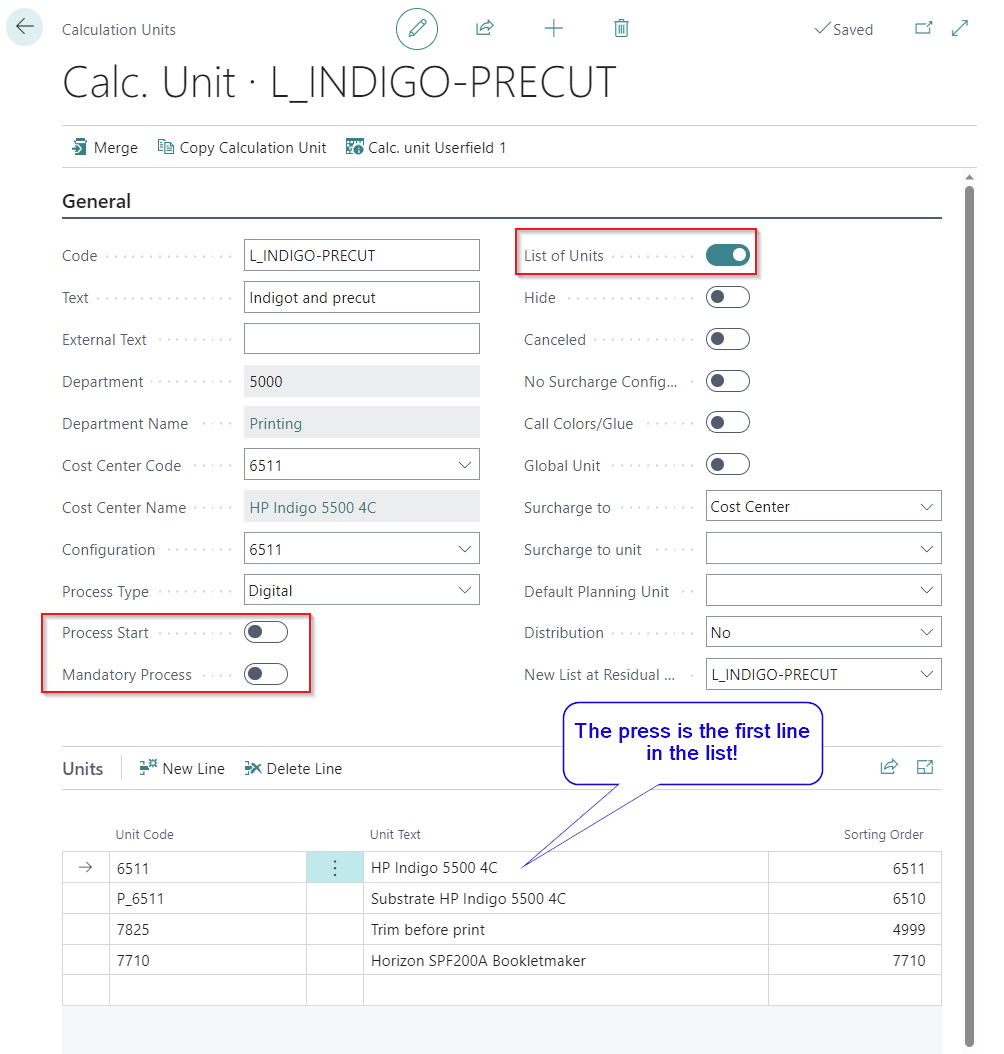 Calculation Units
Saved
Calc. Unit · L_INDIGO-PRECUT
Merge Copy Calculation Unit Calc. unit Userfield 1
General
Code L_INDIGO-PRECUT
Text Indigot and precut
External Text
Department 5000
Department Name Printing
Cost Center Code 6511
Cost Center Name HP Indigo 5500 4C
Configuration 6511
Process Type Digital
Process Start
Mandatory Process
List of Units
Hide
Canceled
No Surcharge Config...
Call Colors/Glue
Global Unit
Surcharge to Cost Center
Surcharge to unit
Default Planning Unit
Distribution No
New List at Residual ... L_INDIGO-PRECUT
The press is the first line
in the list!
Units New Line Delete Line
Unit Code Unit Text Sorting Order
6511 HP Indigo 5500 4C 6511
P_6511 Substrate HP Indigo 5500 4C 6510
7825 Trim before print 4999
7710 Horizon SPF200A Bookletmaker 7710